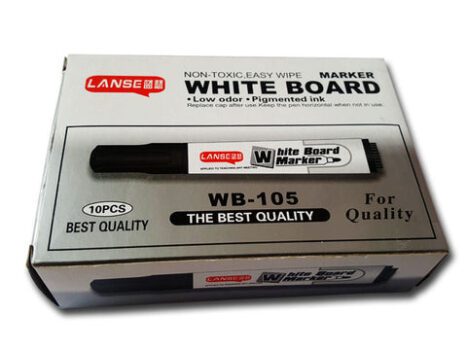 LANSE
NON-TOXIC,EASY WIPE MARKER
WHITE BOARD
• Low odor • Pigmented ink
Replace cap after use. Keep the pen horizontal when not in use.
LANSE White Board
Marker
WB-105
10PCS
THE BEST QUALITY
BEST QUALITY
For
Quality
LANSE White Board
Marker